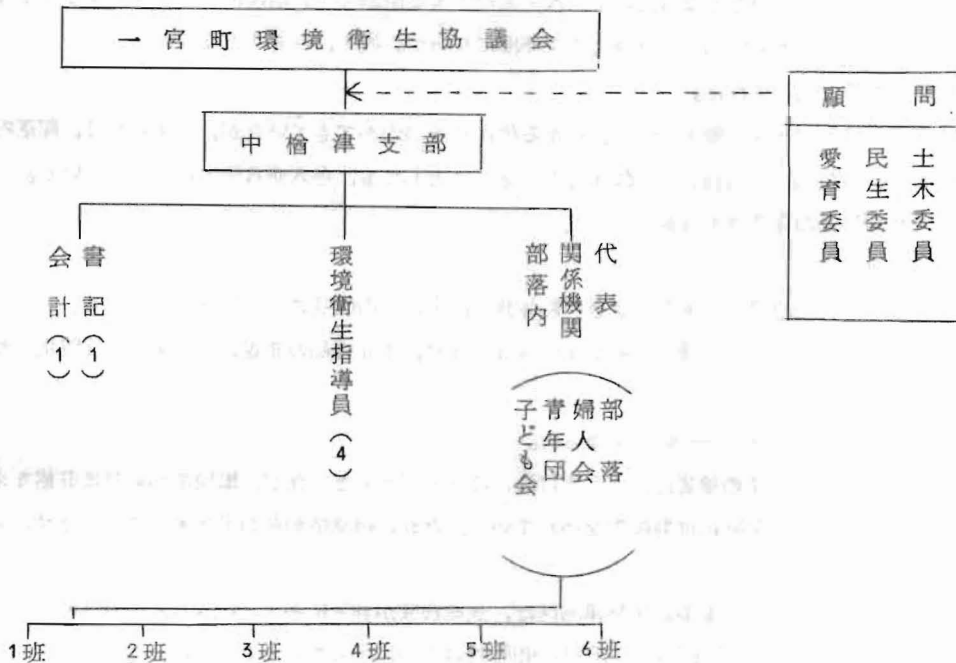 一宮町環境衛生協議会
顧問
土木委員
民生委員
愛育委員
中楢津支部
書記(1)
会計(1)
環境衛生指導員(4)
代表
関係機関
部落内
部落
婦人会
青年団
子ども会
1班 2班 3班 4班 5班 6班